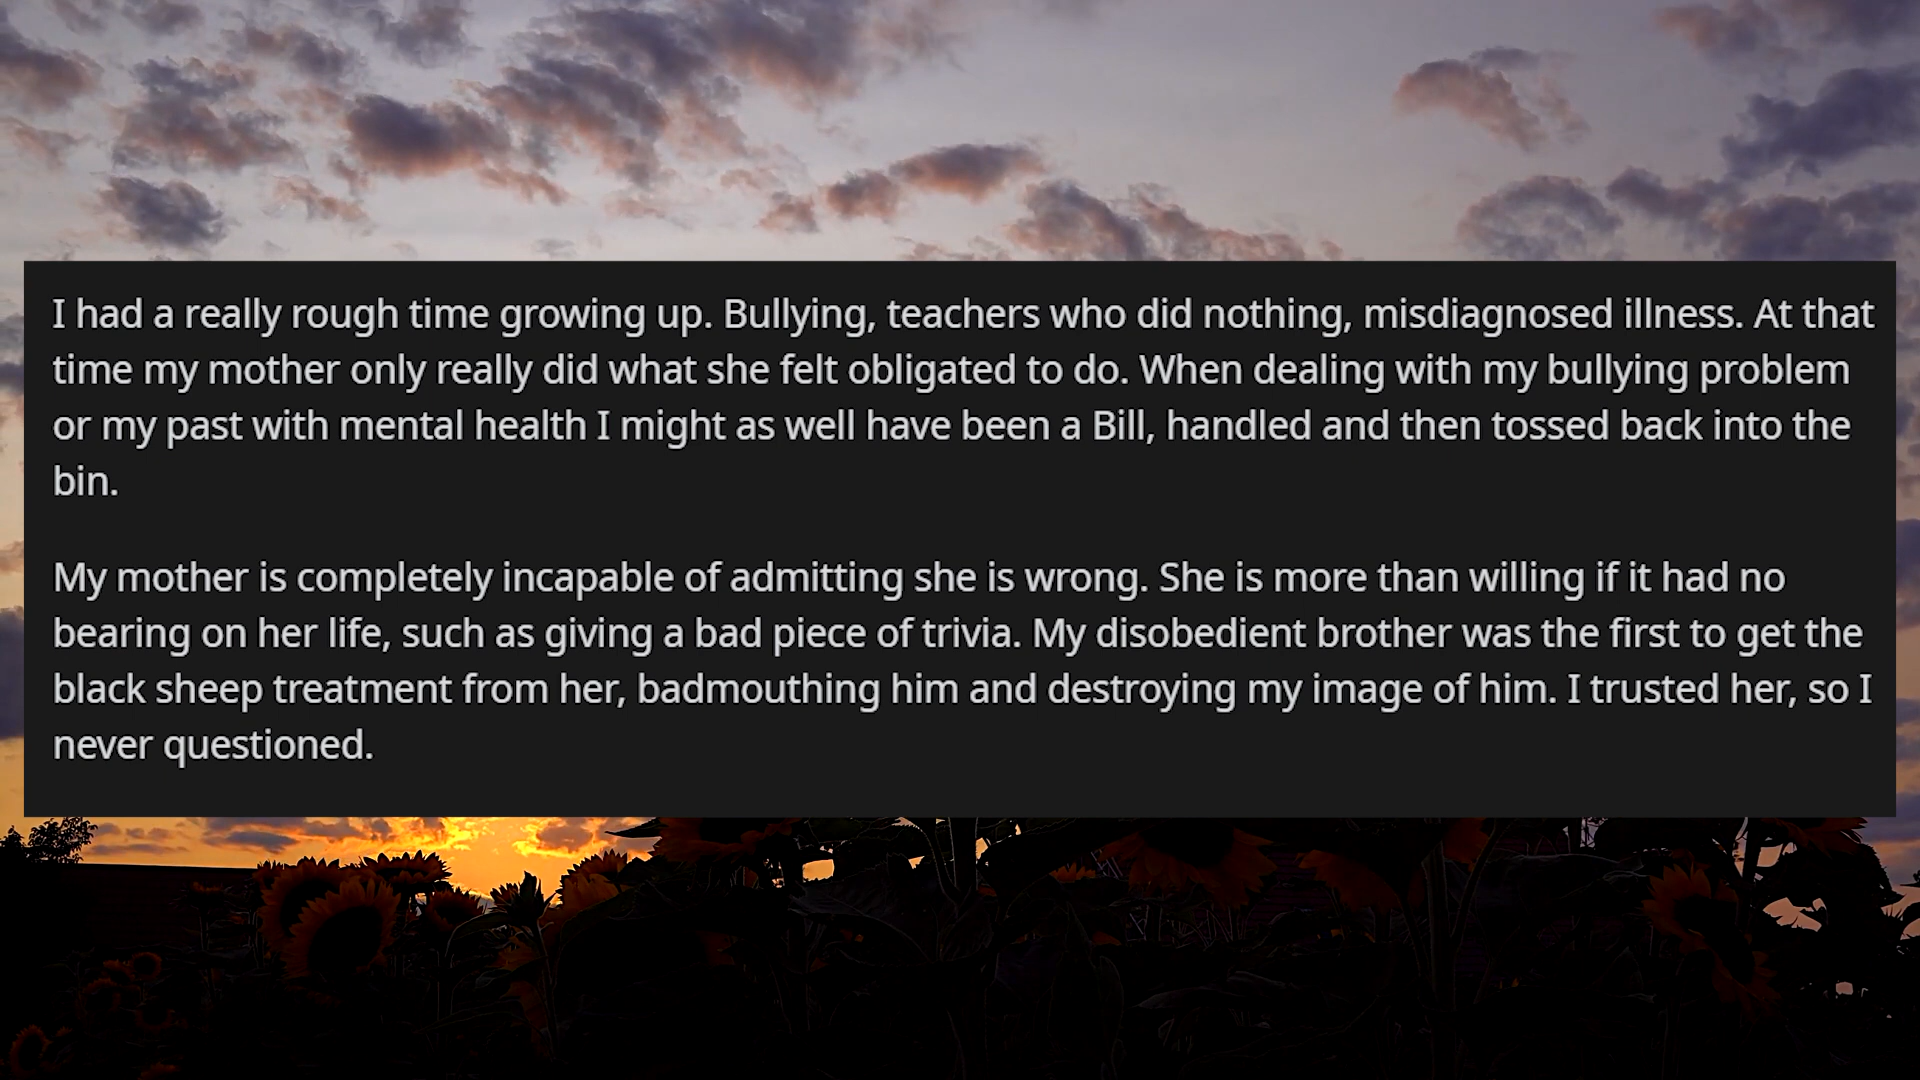 I had a really rough time growing up. Bullying, teachers who did nothing, misdiagnosed illness. At that
time my mother only really did what she felt obligated to do. When dealing with my bullying problem
or my past with mental health I might as well have been a Bill, handled and then tossed back into the
bin.
My mother is completely incapable of admitting she is wrong. She is more than willing if it had no
bearing on her life, such as giving a bad piece of trivia. My disobedient brother was the first to get the
black sheep treatment from her, badmouthing him and destroying my image of him. I trusted her, so I
never questioned.